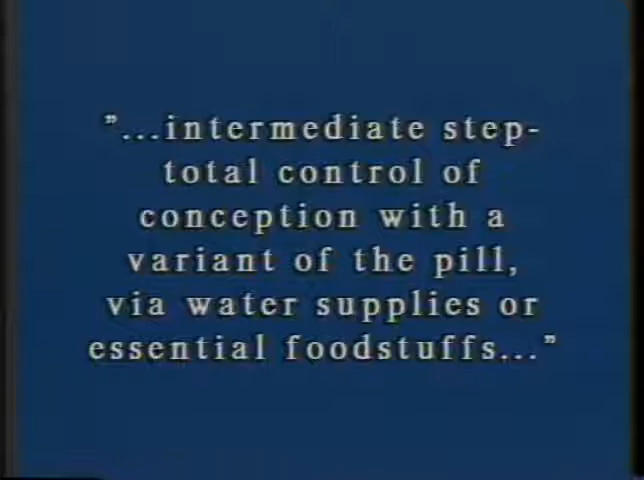 "...intermediate step-
total control of
conception with a
variant of the pill,
via water supplies or
essential foodstuffs..."